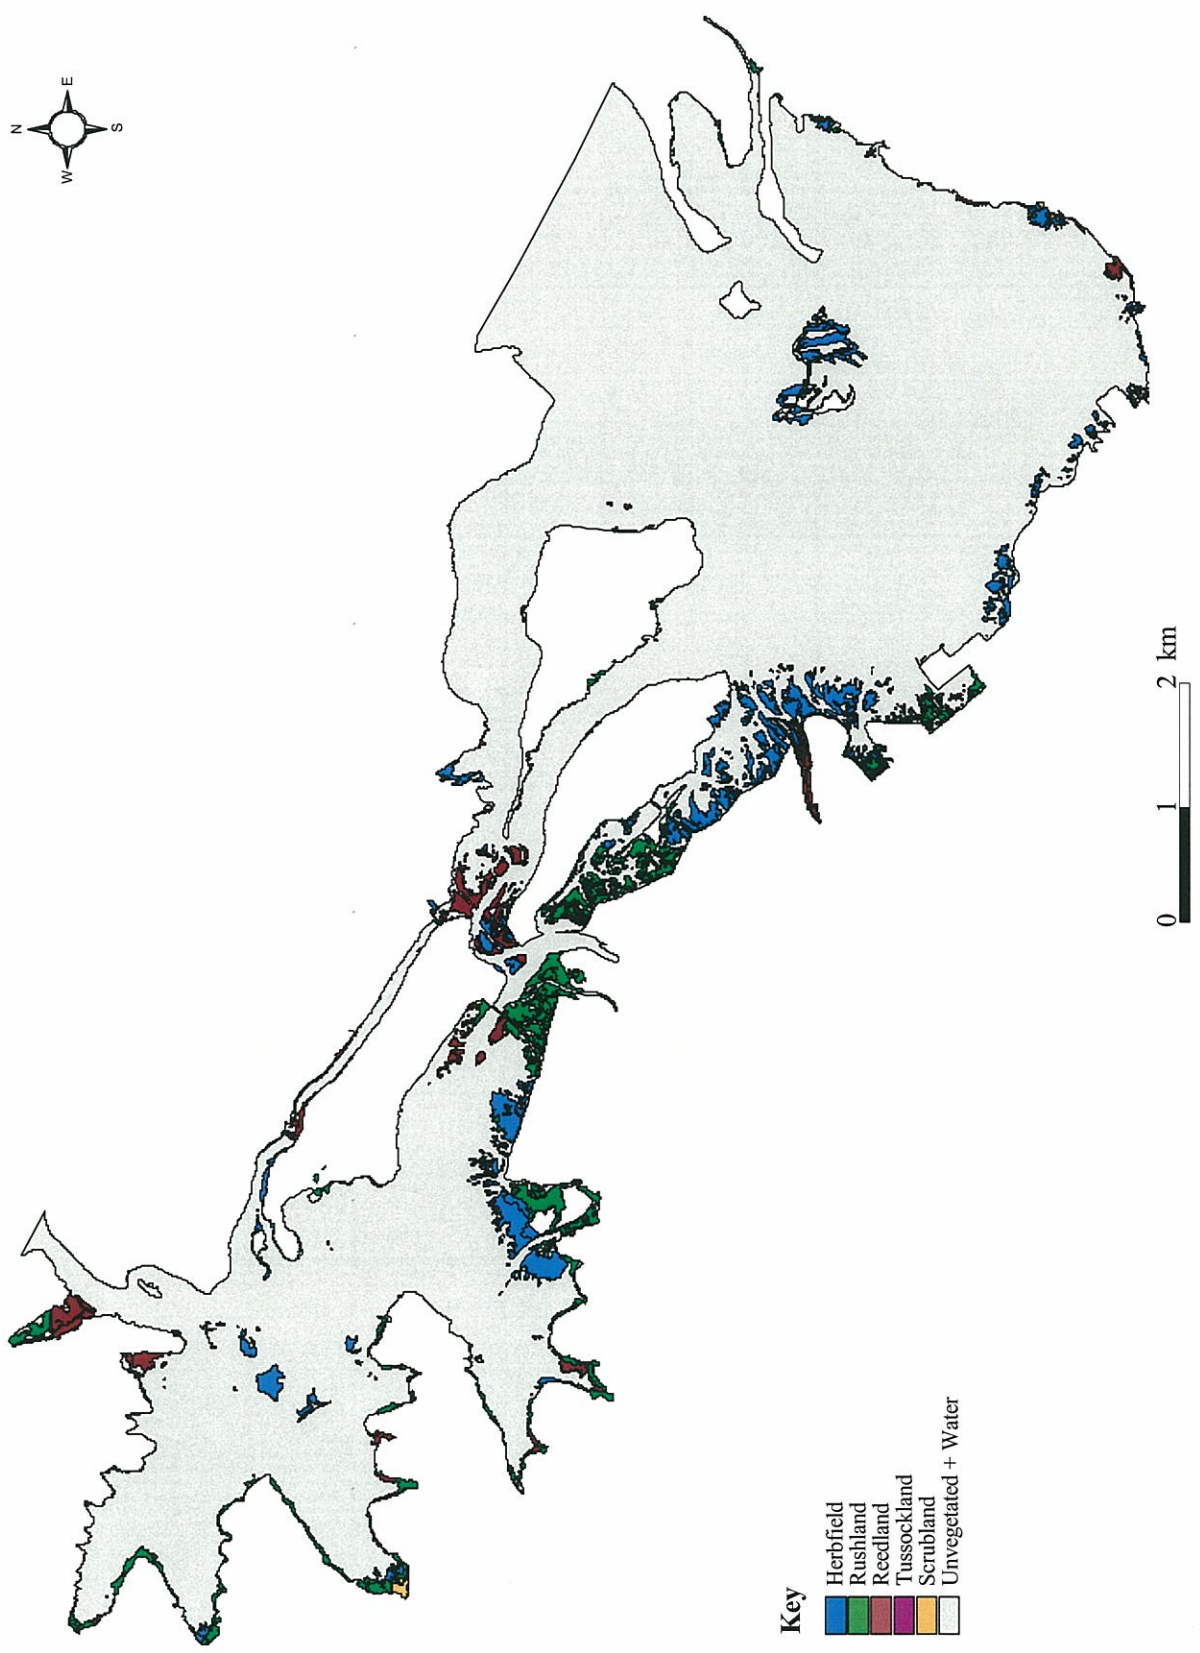 N
W
E
S
0 1 2 km
Key
Herbfield
Rushland
Reedland
Tussockland
Scrubland
Unvegetated + Water